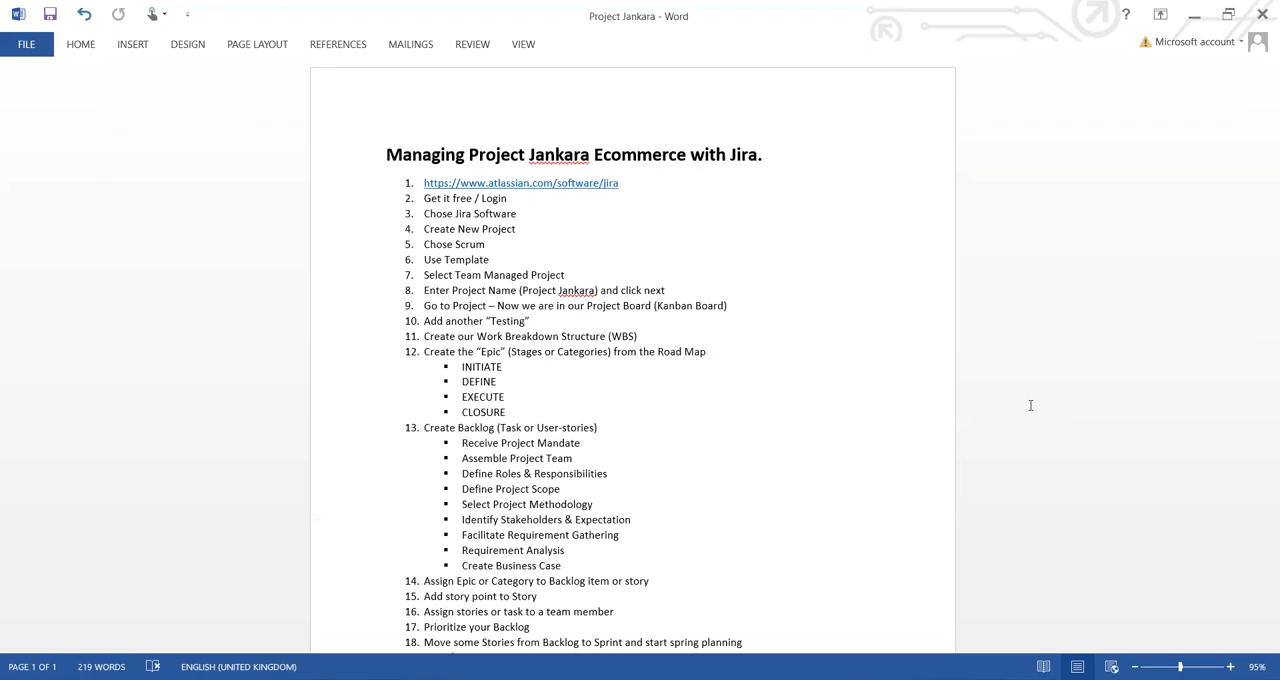 Project Jankara - Word
FILE
HOME
INSERT
DESIGN
PAGE LAYOUT
REFERENCES
MAILINGS
REVIEW
VIEW
Microsoft account
Managing Project Jankara Ecommerce with Jira.
1. https://www.atlassian.com/software/jira
2. Get it free / Login
3. Chose Jira Software
4. Create New Project
5. Chose Scrum
6. Use Template
7. Select Team Managed Project
8. Enter Project Name (Project Jankara) and click next
9. Go to Project – Now we are in our Project Board (Kanban Board)
10. Add another “Testing”
11. Create our Work Breakdown Structure (WBS)
12. Create the “Epic” (Stages or Categories) from the Road Map
▪ INITIATE
▪ DEFINE
▪ EXECUTE
▪ CLOSURE
13. Create Backlog (Task or User-stories)
▪ Receive Project Mandate
▪ Assemble Project Team
▪ Define Roles & Responsibilities
▪ Define Project Scope
▪ Select Project Methodology
▪ Identify Stakeholders & Expectation
▪ Facilitate Requirement Gathering
▪ Requirement Analysis
▪ Create Business Case
14. Assign Epic or Category to Backlog item or story
15. Add story point to Story
16. Assign stories or task to a team member
17. Prioritize your Backlog
18. Move some Stories from Backlog to Sprint and start spring planning
PAGE 1 OF 1
219 WORDS
ENGLISH (UNITED KINGDOM)
95%